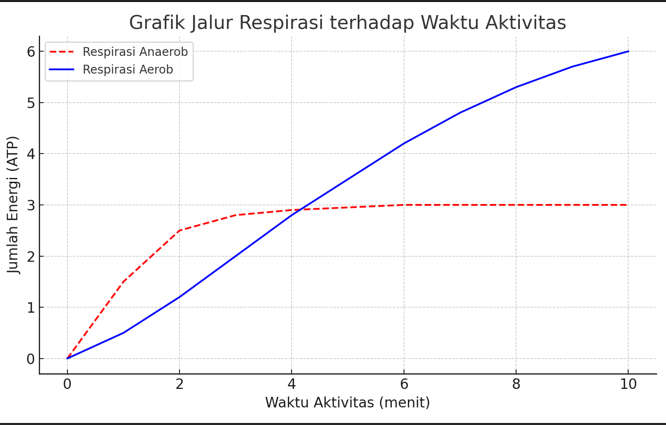 Grafik Jalur Respirasi terhadap Waktu Aktivitas
Respirasi Anaerob
Respirasi Aerob
Jumlah Energi (ATP)
6
5
4
3
2
1
0
0 2 4 6 8 10
Waktu Aktivitas (menit)